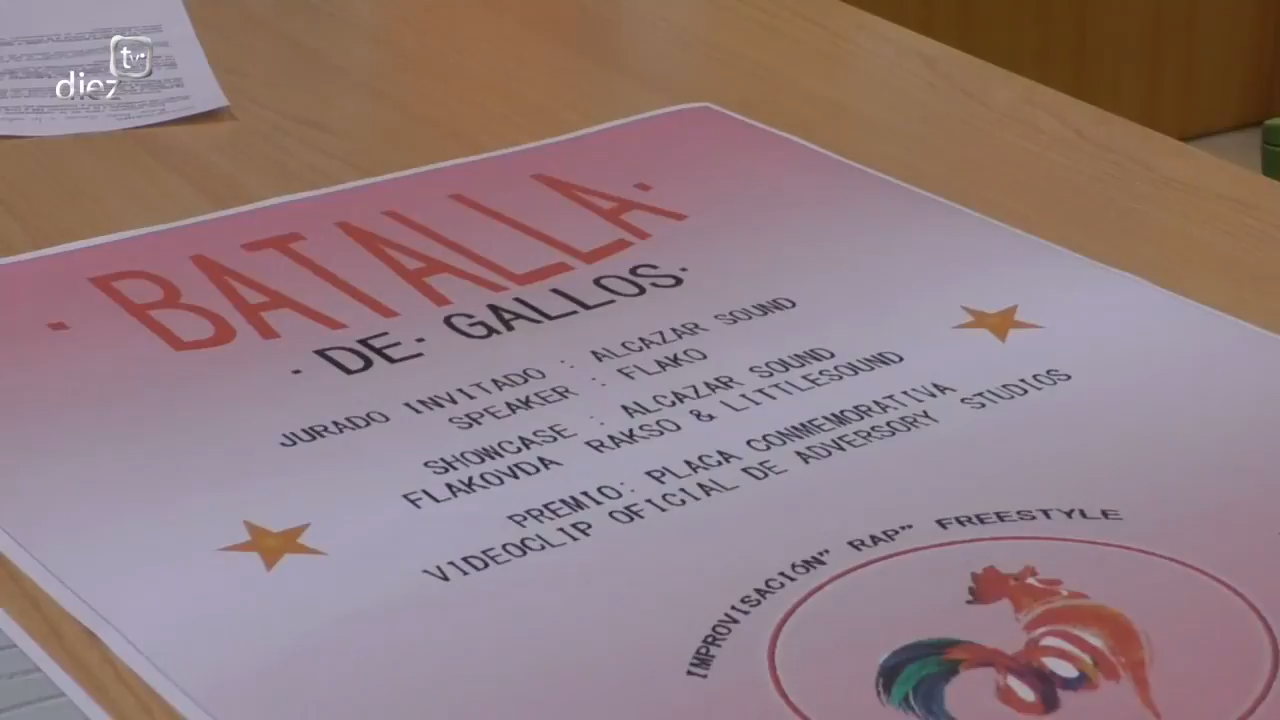 diez tv
·BATALLA·
·DE· GALLOS·
JURADO INVITADO : ALCAZAR SOUND
SPEAKER : FLAKO
SHOWCASE : ALCAZAR SOUND
FLAKOVDA RAKSO & LITTLESOUND
PREMIO: PLACA CONMEMORATIVA
VIDEOCLIP OFICIAL DE ADVERSORY STUDIOS
IMPROVISACIÓN" RAP" FREESTYLE